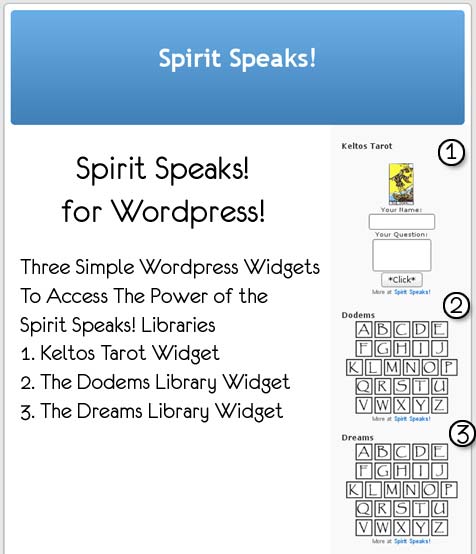 Spirit Speaks!
Spirit Speaks!
for Wordpress!
Three Simple Wordpress Widgets
To Access The Power of the
Spirit Speaks! Libraries
1. Keltos Tarot Widget
2. The Dodems Library Widget
3. The Dreams Library Widget
Keltos Tarot
1
Your Name:
Your Question:
*Click*
More at Spirit Speaks!
2
Dodems
A B C D E
F G H I J
K L M N O P
Q R S T U
V W X Y Z
More at Spirit Speaks!
3
Dreams
A B C D E
F G H I J
K L M N O P
Q R S T U
V W X Y Z
More at Spirit Speaks!